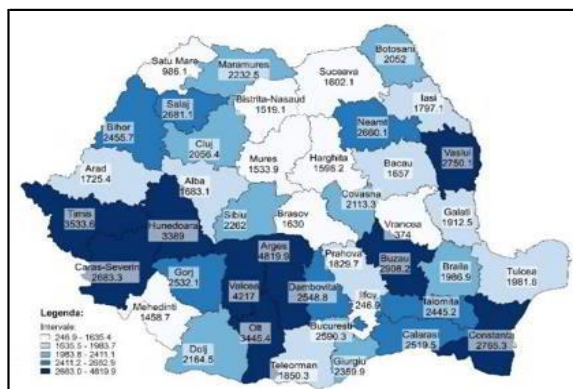 Satu Mare
986.1
Maramures
2232.5
Botosani
2052
Suceava
1602.1
Salaj
2681.1
Bistrita-Nasaud
1519.1
Iasi
1797.1
Bihor
2455.7
Neamt
2660.1
Cluj
2056.4
Mures
1533.9
Harghita
1596.2
Bacau
1657
Vaslui
2750.1
Arad
1725.4
Alba
1683.1
Covasna
2113.3
Timis
3533.6
Hunedoara
3389
Sibiu
2262
Brasov
1630
Vrancea
374
Galati
1912.5
Caras-Severin
2683.3
Gorj
2532.1
Valcea
4217
Arges
4819.9
Prahova
1829.7
Buzau
2908.2
Braila
1986.9
Tulcea
1981.8
Dambovita
2548.8
Ilfov
246.9
Ialomita
2445.2
Mehedinti
1458.7
Olt
3445.4
Bucuresti
2590.3
Calarasi
2519.5
Constanta
2765.3
Dolj
2184.5
Teleorman
1850.3
Giurgiu
2359.9
Legenda:
Intervale:
246.9 - 1635.4
1635.5 - 1983.7
1983.8 - 2411.1
2411.2 - 2682.9
2683.0 - 4819.9